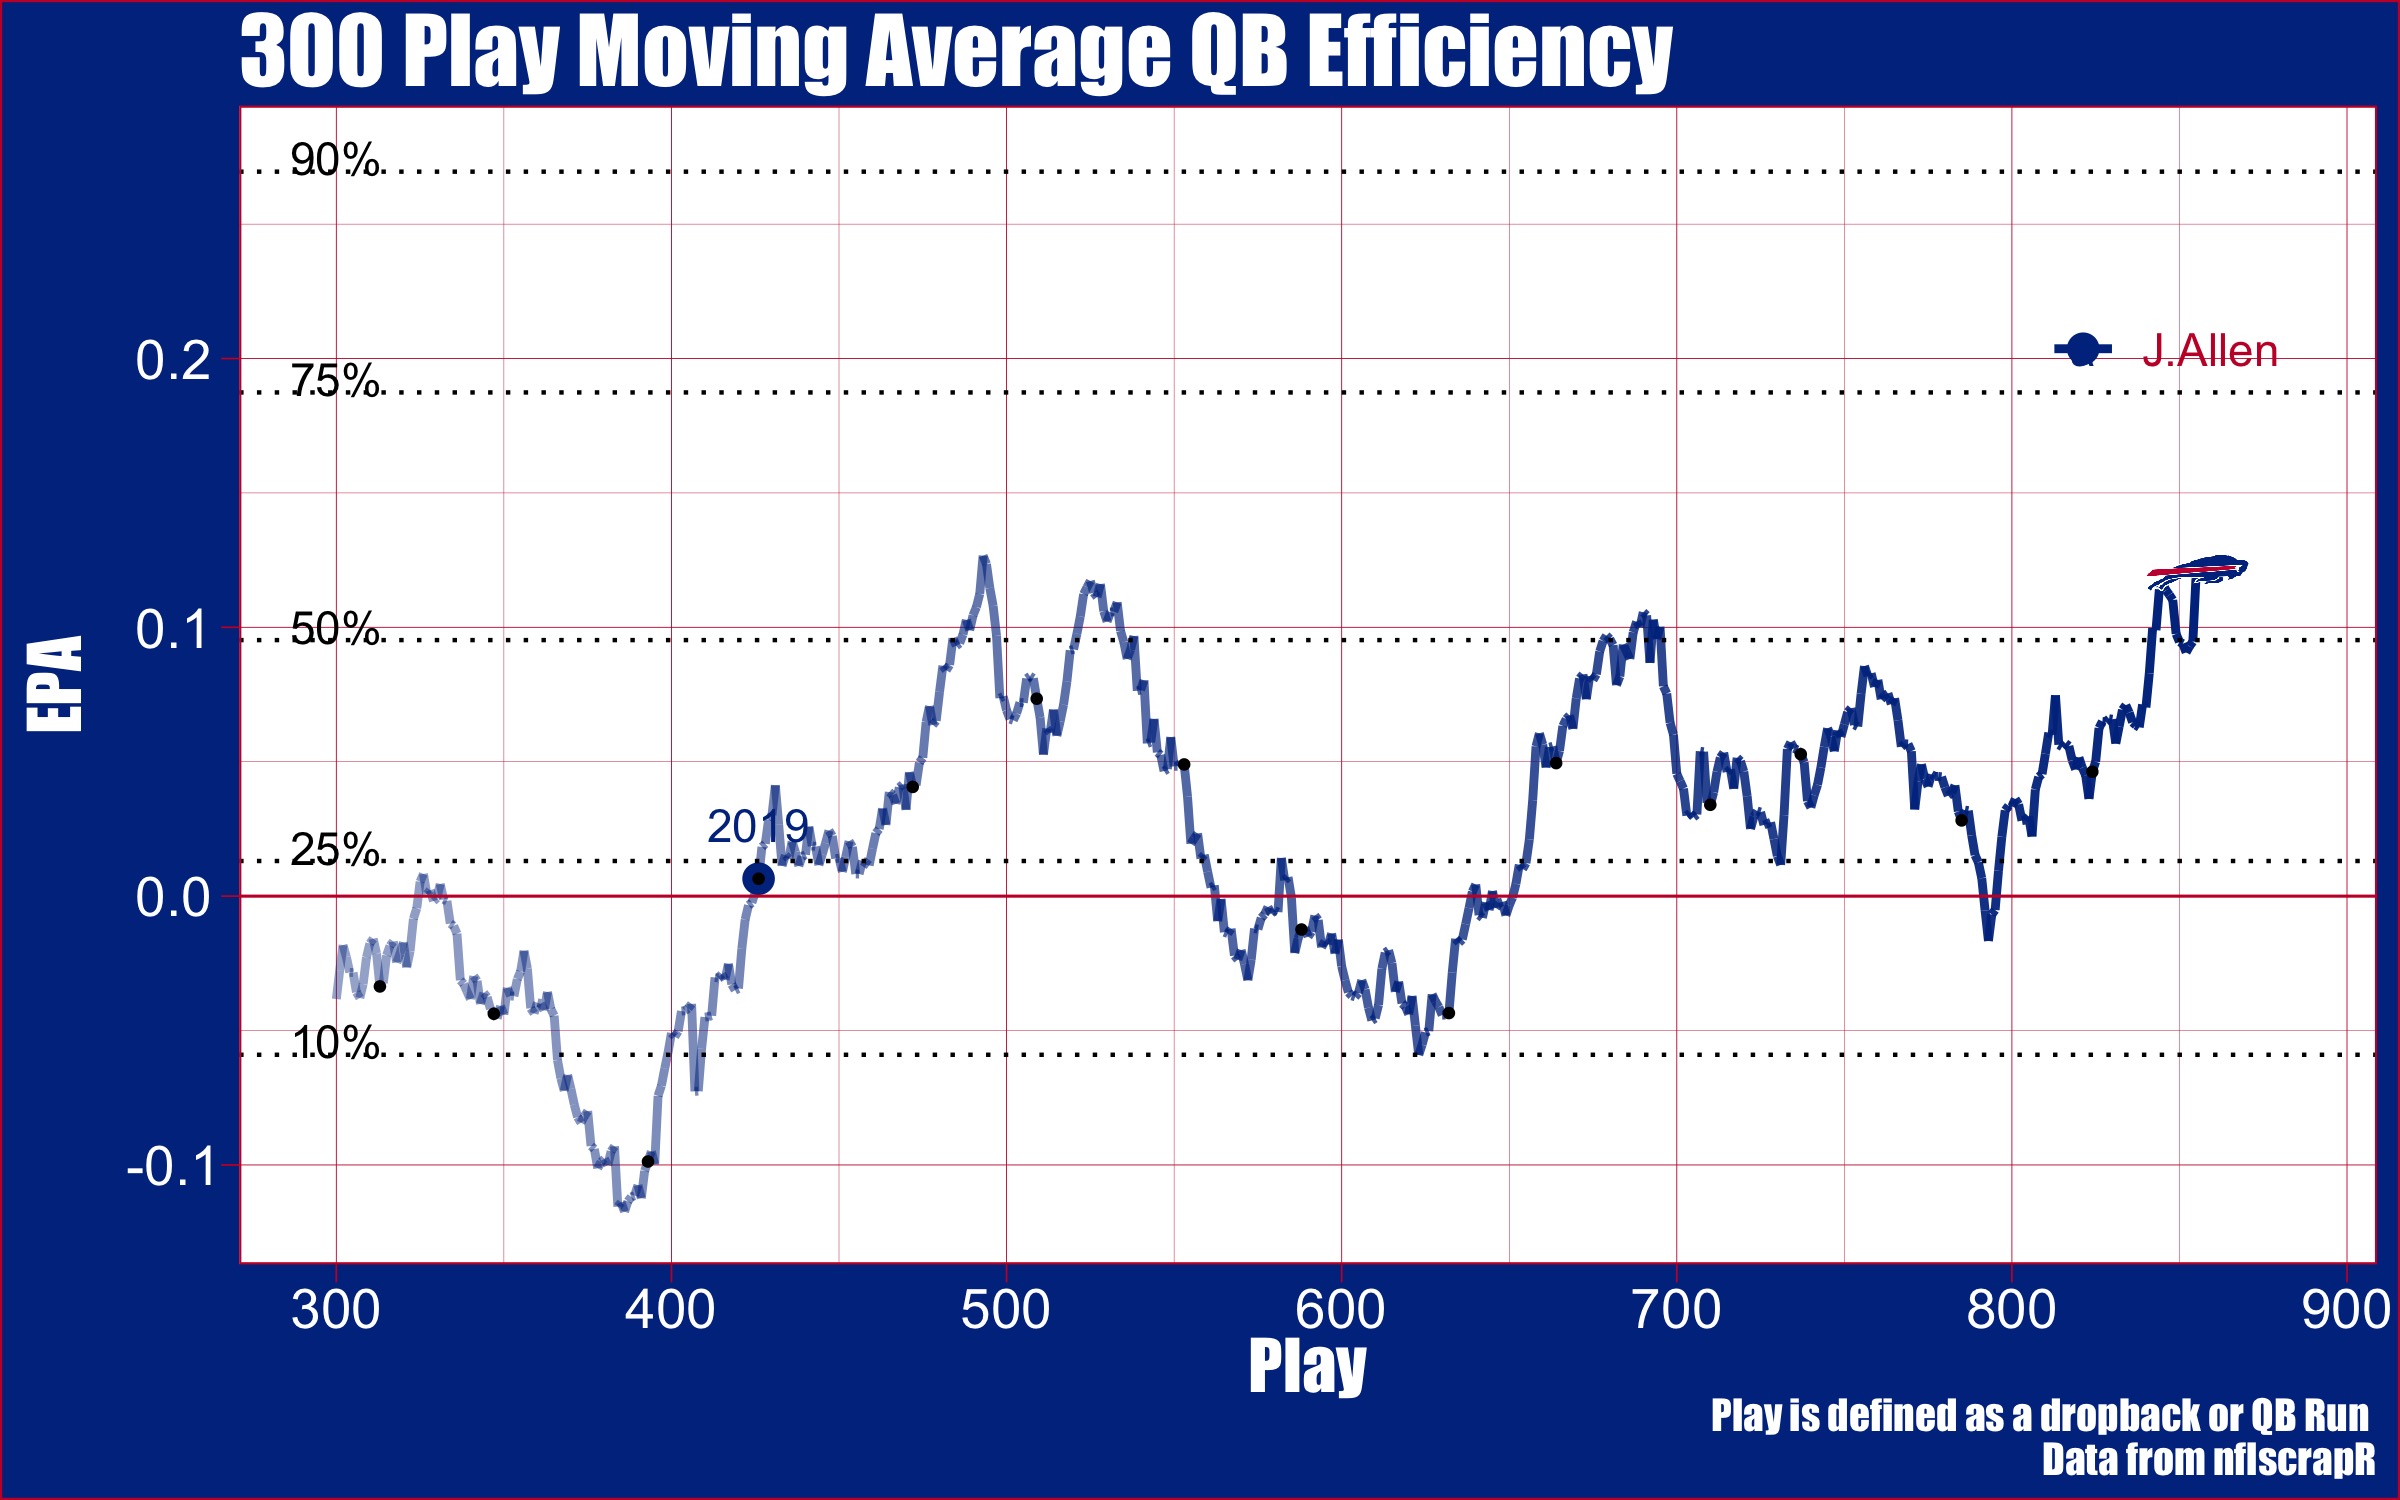 300 Play Moving Average QB Efficiency
90%
0.2
J.Allen
75%
0.1
50%
EPA
2019
25%
0.0
10%
-0.1
300 400 500 600 700 800 900
Play
Play is defined as a dropback or QB Run
Data from nflscrapR